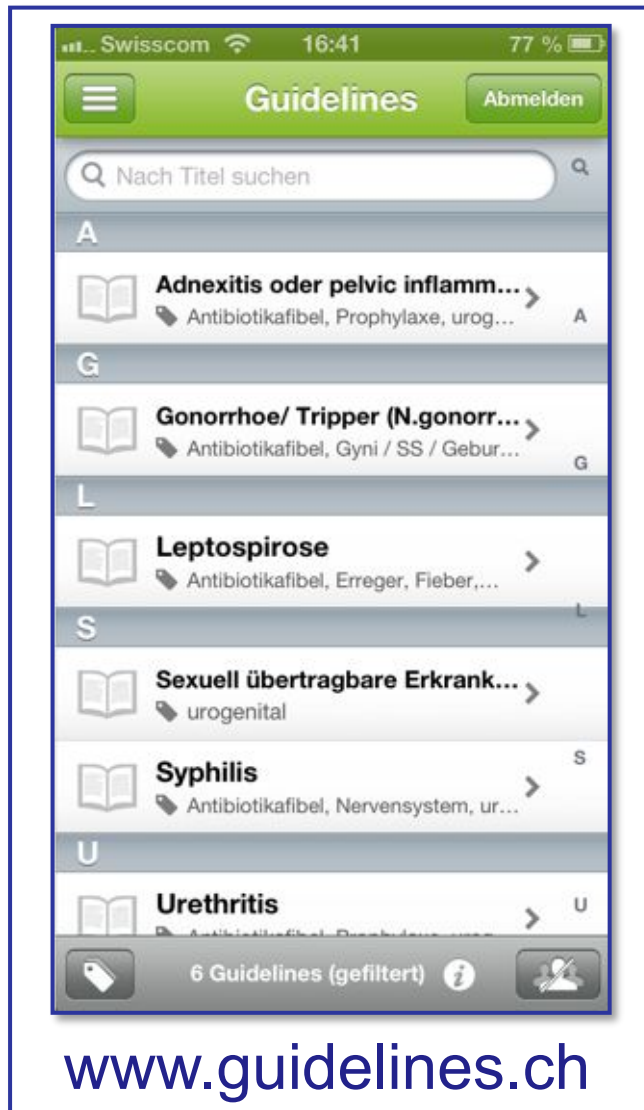 Swisscom 16:41 77 %
Guidelines Abmelden
Nach Titel suchen
A
Adnexitis oder pelvic inflamm...
Antibiotikafibel, Prophylaxe, urog... A
G
Gonorrhoe/ Tripper (N.gonorr...
Antibiotikafibel, Gyni / SS / Gebur... G
L
Leptospirose
Antibiotikafibel, Erreger, Fieber,...
L
S
Sexuell übertragbare Erkrank...
urogenital
Syphilis S
Antibiotikafibel, Nervensystem, ur...
U
Urethritis U
6 Guidelines (gefiltert) i
www.guidelines.ch